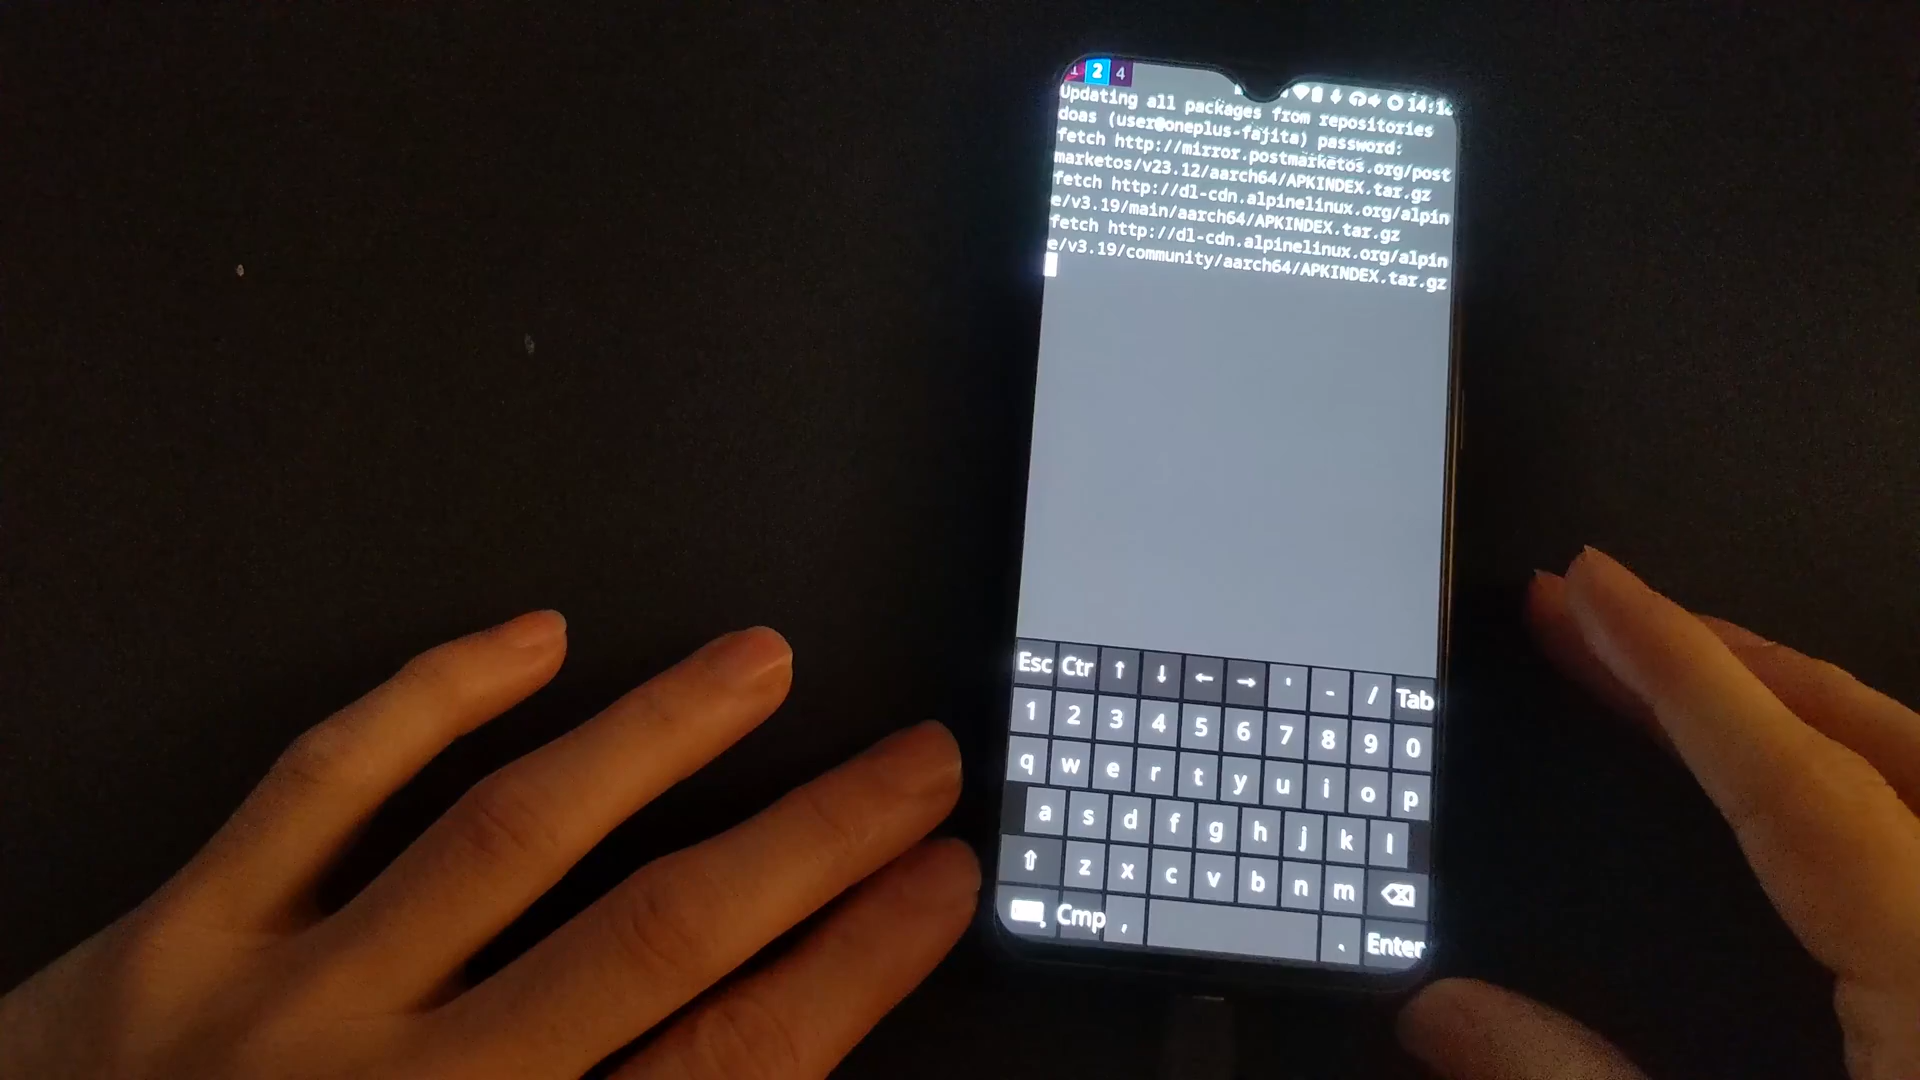 1 2 4
14:18
Updating all packages from repositories
doas (user@oneplus-fajita) password:
fetch http://mirror.postmarketos.org/post
marketos/v23.12/aarch64/APKINDEX.tar.gz
fetch http://dl-cdn.alpinelinux.org/alpin
e/v3.19/main/aarch64/APKINDEX.tar.gz
fetch http://dl-cdn.alpinelinux.org/alpin
e/v3.19/community/aarch64/APKINDEX.tar.gz
Esc Ctr ↑ ↓ ← → ' - / Tab
1 2 3 4 5 6 7 8 9 0
q w e r t y u i o p
a s d f g h j k l
⇧ z x c v b n m ⌫
Cmp , . Enter